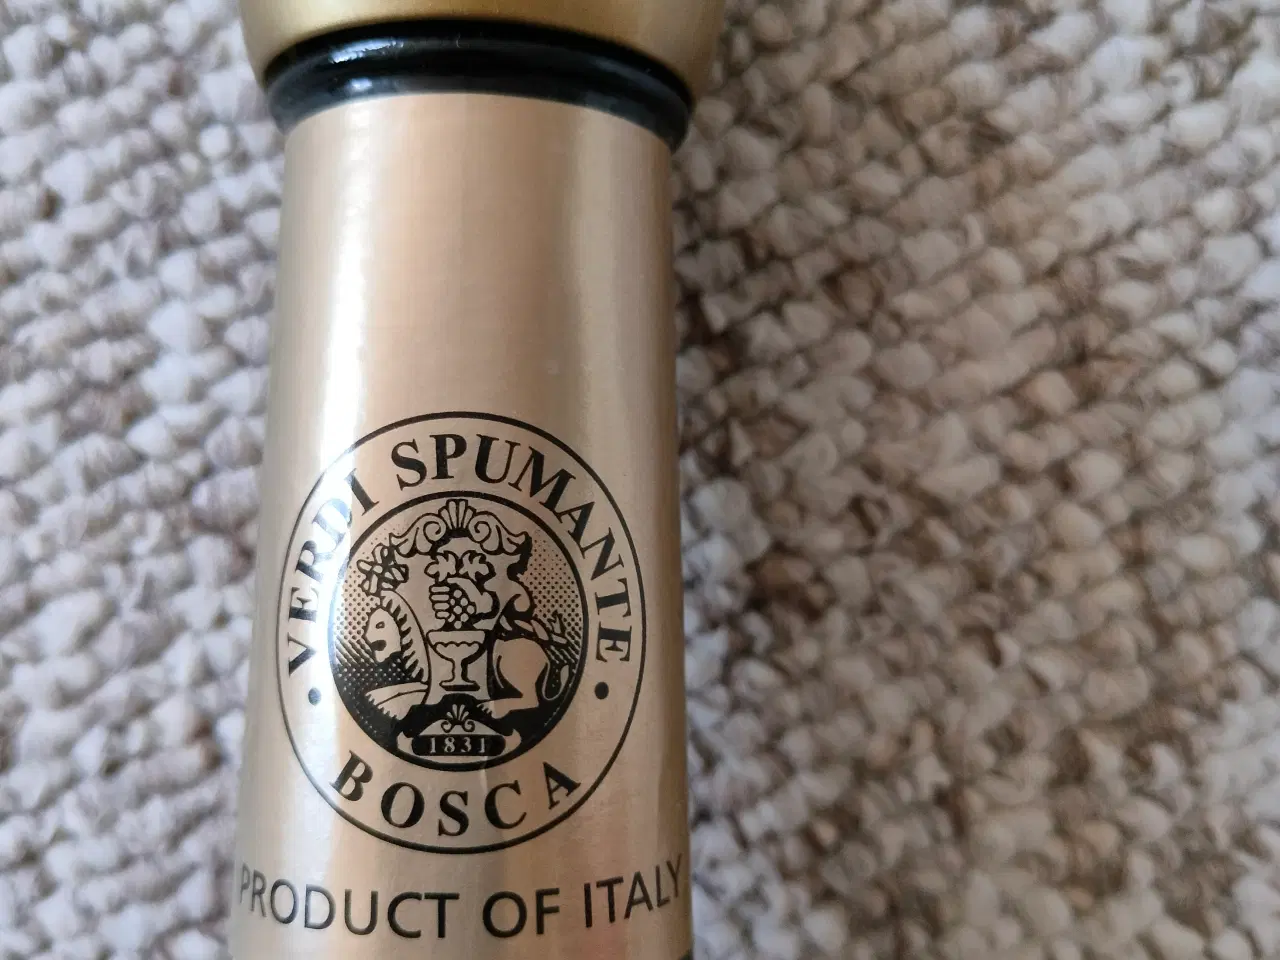 VERDI SPUMANTE
1831
BOSCA
PRODUCT OF ITALY